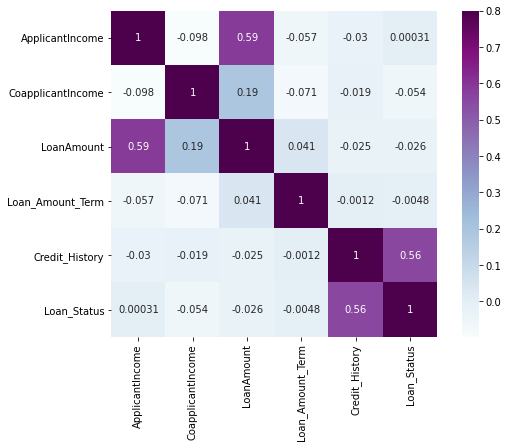 ApplicantIncome 1 -0.098 0.59 -0.057 -0.03 0.00031
CoapplicantIncome -0.098 1 0.19 -0.071 -0.019 -0.054
LoanAmount 0.59 0.19 1 0.041 -0.025 -0.026
Loan_Amount_Term -0.057 -0.071 0.041 1 -0.0012 -0.0048
Credit_History -0.03 -0.019 -0.025 -0.0012 1 0.56
Loan_Status 0.00031 -0.054 -0.026 -0.0048 0.56 1
ApplicantIncome
CoapplicantIncome
LoanAmount
Loan_Amount_Term
Credit_History
Loan_Status
0.8
0.7
0.6
0.5
0.4
0.3
0.2
0.1
0.0